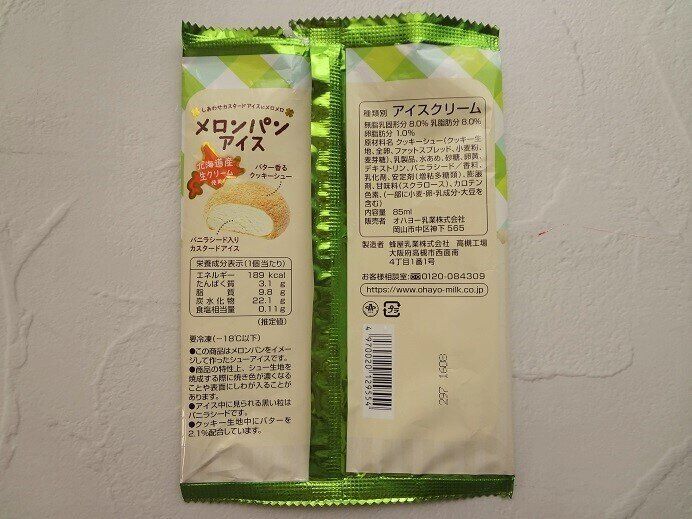 しあわせカスタードアイスにメロメロ
メロンパン
アイス
北海道産
生クリーム
使用
バター香る
クッキーシュー
バニラシード入り
カスタードアイス
栄養成分表示(1個当たり)
エネルギー 189 kcal
たんぱく質 3.1 g
脂質 9.8 g
炭水化物 22.1 g
食塩相当量 0.11g
(推定値)
要冷凍(−18℃以下)
●この商品はメロンパンをイメージ
して作ったシューアイスです。
●商品の特性上、シュー生地を
焼成する際に焼き色が濃くなる
ことや表面にしわが入ることが
あります。
●アイス中に見られる黒い粒は
バニラシードです。
●クッキー生地中にバターを
2.1%配合しています。
種類別 アイスクリーム
無脂乳固形分 8.0% 乳脂肪分 8.0%
卵脂肪分 1.0%
原材料名 クッキーシュー(クッキー生
地、全卵、ファットスプレッド、小麦粉、
麦芽糖)、乳製品、水あめ、砂糖、卵黄、
デキストリン、バニラシード/香料、
乳化剤、安定剤(増粘多糖類)、膨脹
剤、甘味料(スクラロース)、カロテン
色素、(一部に小麦・卵・乳成分・大豆を
含む)
内容量 85ml
販売者 オハヨー乳業株式会社
岡山市中区神下 565
製造者 蜂屋乳業株式会社 高槻工場
大阪府高槻市西面南
4丁目1番1号
お客様相談室:0120-084309
https://www.ohayo-milk.co.jp
プラ
4 970020 129554
297 160B